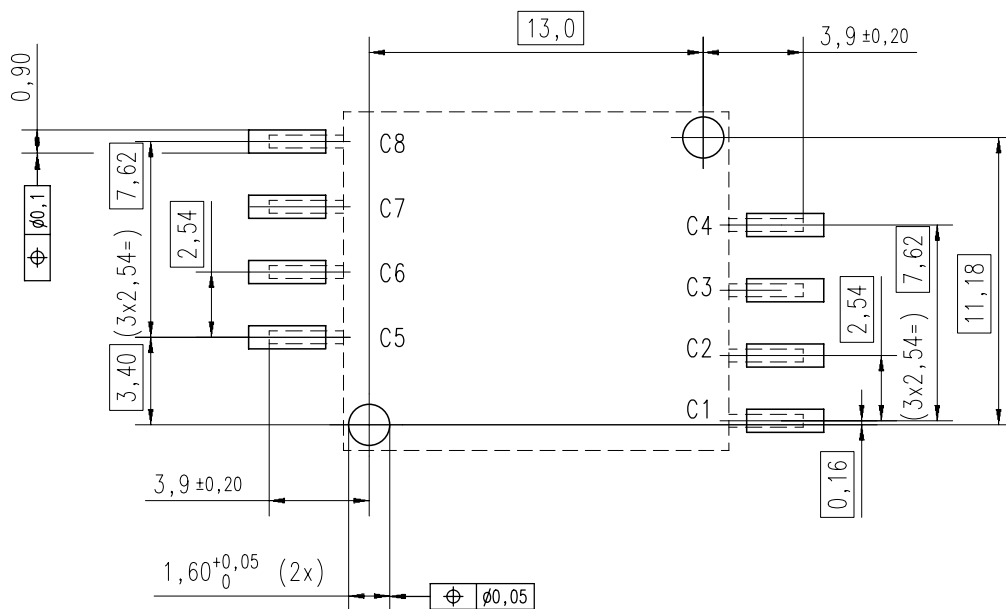 13,0
3,9 ±0,20
0,90
C8
7,62
⌖ ø0,1
C7
2,54
C4
7,62
C6
(3x2,54=)
11,18
C3
2,54
C5
C2
3,40
(3x2,54=)
C1
0,16
3,9 ±0,20
1,60 +0,05 0 (2x)
⌖ ø0,05